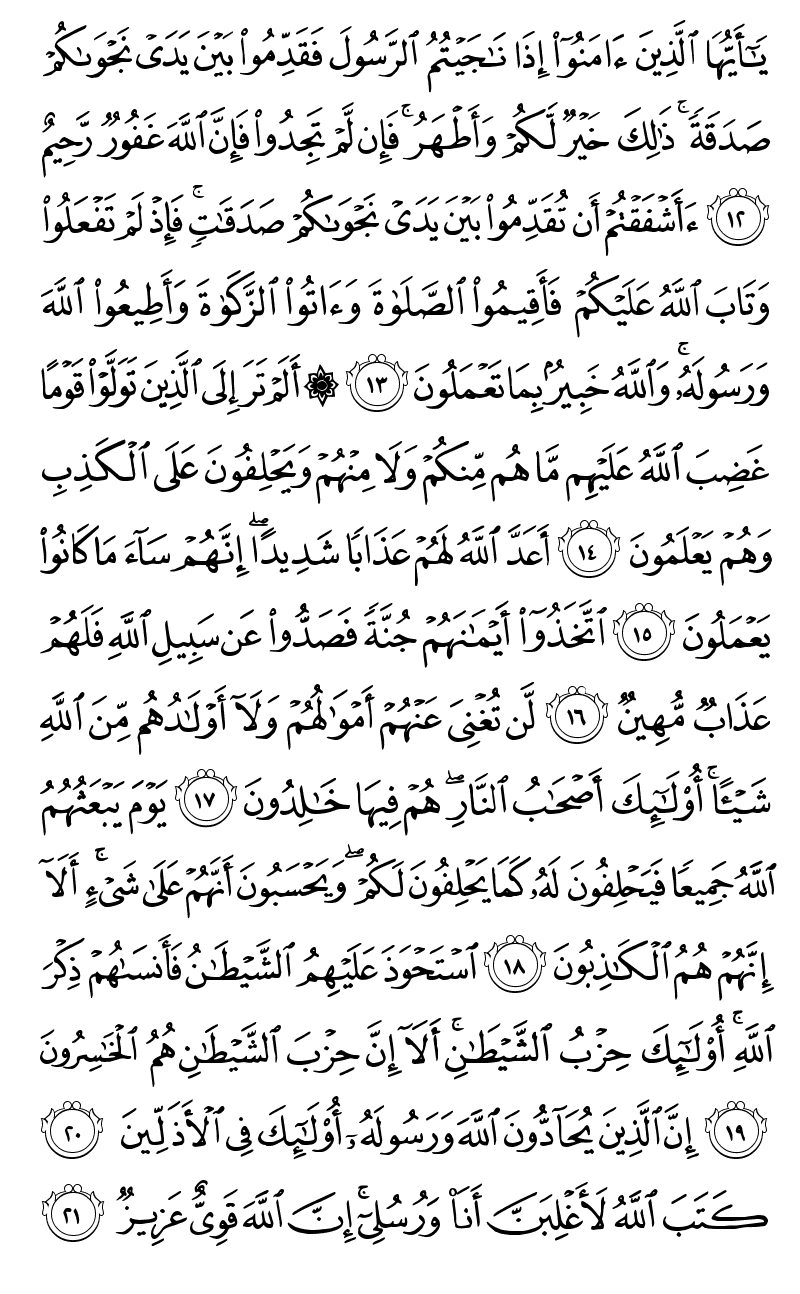 يَٰٓأَيُّهَا ٱلَّذِينَ ءَامَنُوٓا۟ إِذَا نَٰجَيْتُمُ ٱلرَّسُولَ فَقَدِّمُوا۟ بَيْنَ يَدَىْ نَجْوَىٰكُمْ
صَدَقَةً ۚ ذَٰلِكَ خَيْرٌ لَّكُمْ وَأَطْهَرُ ۚ فَإِن لَّمْ تَجِدُوا۟ فَإِنَّ ٱللَّهَ غَفُورٌ رَّحِيمٌ
١٢ ءَأَشْفَقْتُمْ أَن تُقَدِّمُوا۟ بَيْنَ يَدَىْ نَجْوَىٰكُمْ صَدَقَٰتٍ ۚ فَإِذْ لَمْ تَفْعَلُوا۟
وَتَابَ ٱللَّهُ عَلَيْكُمْ فَأَقِيمُوا۟ ٱلصَّلَوٰةَ وَءَاتُوا۟ ٱلزَّكَوٰةَ وَأَطِيعُوا۟ ٱللَّهَ
وَرَسُولَهُۥ ۚ وَٱللَّهُ خَبِيرٌۢ بِمَا تَعْمَلُونَ ١٣ ۞ أَلَمْ تَرَ إِلَى ٱلَّذِينَ تَوَلَّوْا۟ قَوْمًا
غَضِبَ ٱللَّهُ عَلَيْهِم مَّا هُم مِّنكُمْ وَلَا مِنْهُمْ وَيَحْلِفُونَ عَلَى ٱلْكَذِبِ
وَهُمْ يَعْلَمُونَ ١٤ أَعَدَّ ٱللَّهُ لَهُمْ عَذَابًا شَدِيدًا ۖ إِنَّهُمْ سَآءَ مَا كَانُوا۟
يَعْمَلُونَ ١٥ ٱتَّخَذُوٓا۟ أَيْمَٰنَهُمْ جُنَّةً فَصَدُّوا۟ عَن سَبِيلِ ٱللَّهِ فَلَهُمْ
عَذَابٌ مُّهِينٌ ١٦ لَّن تُغْنِىَ عَنْهُمْ أَمْوَٰلُهُمْ وَلَآ أَوْلَٰدُهُم مِّنَ ٱللَّهِ
شَيْـًٔا ۚ أُو۟لَٰٓئِكَ أَصْحَٰبُ ٱلنَّارِ ۖ هُمْ فِيهَا خَٰلِدُونَ ١٧ يَوْمَ يَبْعَثُهُمُ
ٱللَّهُ جَمِيعًا فَيَحْلِفُونَ لَهُۥ كَمَا يَحْلِفُونَ لَكُمْ ۖ وَيَحْسَبُونَ أَنَّهُمْ عَلَىٰ شَىْءٍ ۚ أَلَآ
إِنَّهُمْ هُمُ ٱلْكَٰذِبُونَ ١٨ ٱسْتَحْوَذَ عَلَيْهِمُ ٱلشَّيْطَٰنُ فَأَنسَىٰهُمْ ذِكْرَ
ٱللَّهِ ۚ أُو۟لَٰٓئِكَ حِزْبُ ٱلشَّيْطَٰنِ ۚ أَلَآ إِنَّ حِزْبَ ٱلشَّيْطَٰنِ هُمُ ٱلْخَٰسِرُونَ
١٩ إِنَّ ٱلَّذِينَ يُحَآدُّونَ ٱللَّهَ وَرَسُولَهُۥٓ أُو۟لَٰٓئِكَ فِى ٱلْأَذَلِّينَ ٢٠
كَتَبَ ٱللَّهُ لَأَغْلِبَنَّ أَنَا۠ وَرُسُلِىٓ ۚ إِنَّ ٱللَّهَ قَوِىٌّ عَزِيزٌ ٢١